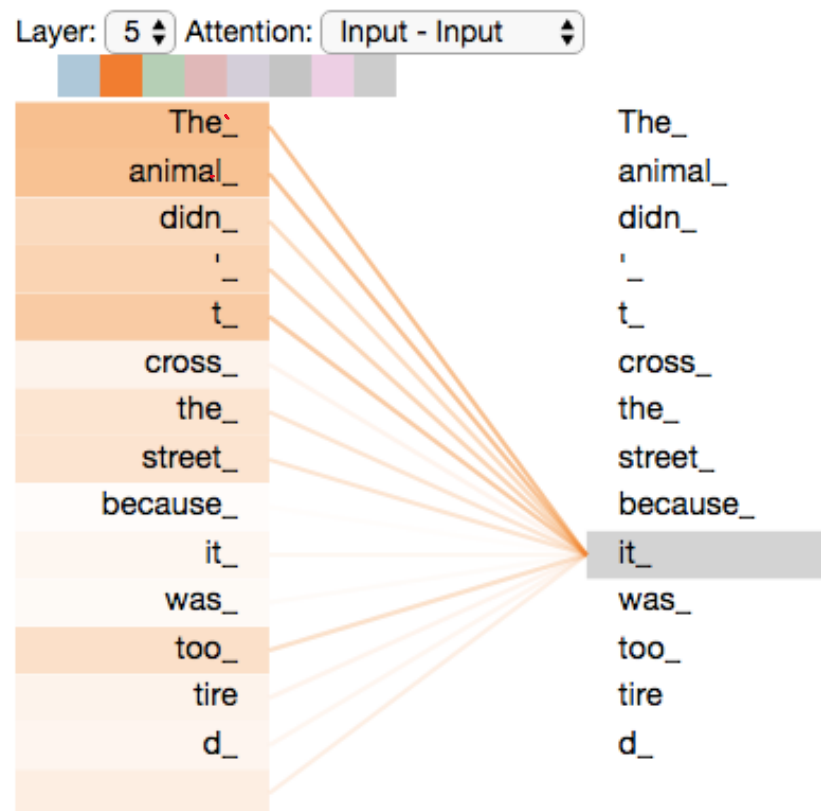 Layer: 5 Attention: Input - Input
The_ The_
animal_ animal_
didn_ didn_
'_ '_
t_ t_
cross_ cross_
the_ the_
street_ street_
because_ because_
it_ it_
was_ was_
too_ too_
tire tire
d_ d_